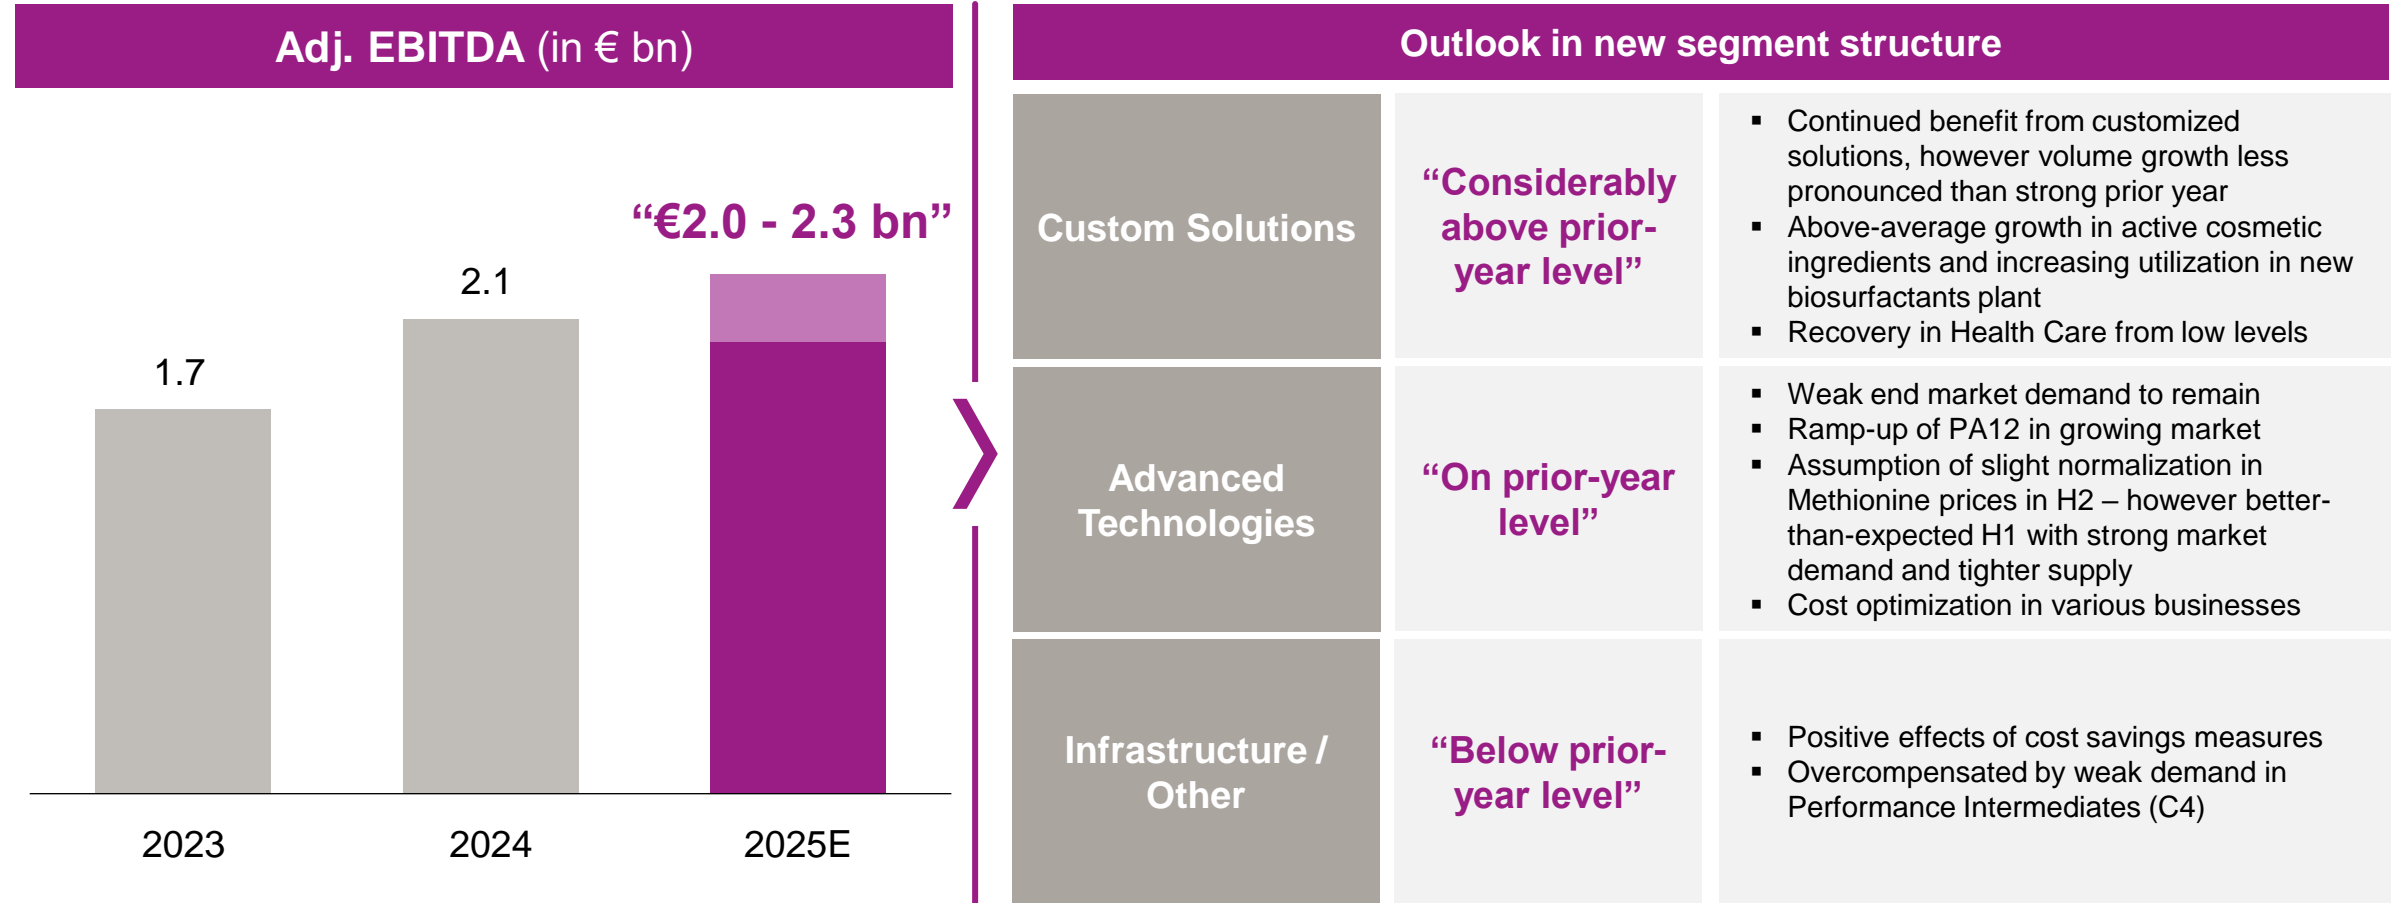 Adj. EBITDA (in € bn)
“€2.0 - 2.3 bn”
2.1
1.7
2023
2024
2025E
Outlook in new segment structure
Custom Solutions
“Considerably
above prior-
year level”
▪ Continued benefit from customized
solutions, however volume growth less
pronounced than strong prior year
▪ Above-average growth in active cosmetic
ingredients and increasing utilization in new
biosurfactants plant
▪ Recovery in Health Care from low levels
Advanced
Technologies
“On prior-year
level”
▪ Weak end market demand to remain
▪ Ramp-up of PA12 in growing market
▪ Assumption of slight normalization in
Methionine prices in H2 – however better-
than-expected H1 with strong market
demand and tighter supply
▪ Cost optimization in various businesses
Infrastructure /
Other
“Below prior-
year level”
▪ Positive effects of cost savings measures
▪ Overcompensated by weak demand in
Performance Intermediates (C4)